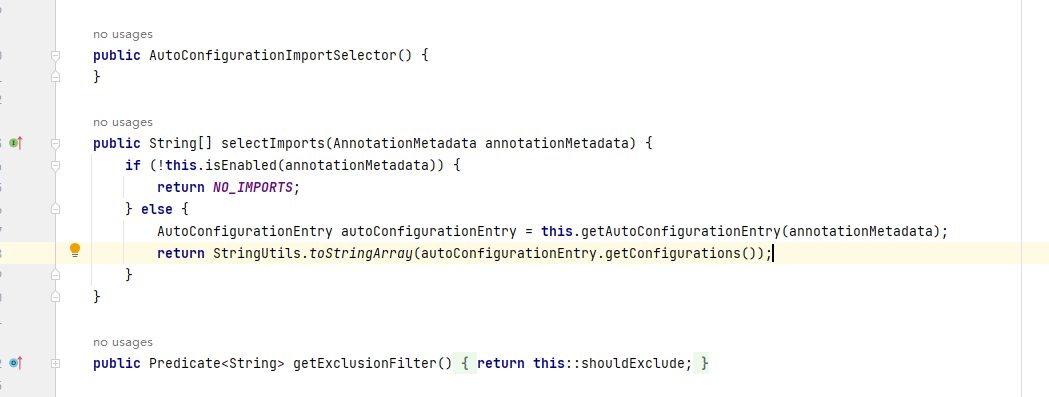 no usages
public AutoConfigurationImportSelector() {
}
no usages
public String[] selectImports(AnnotationMetadata annotationMetadata) {
if (!this.isEnabled(annotationMetadata)) {
return NO_IMPORTS;
} else {
AutoConfigurationEntry autoConfigurationEntry = this.getAutoConfigurationEntry(annotationMetadata);
return StringUtils.toStringArray(autoConfigurationEntry.getConfigurations());
}
}
no usages
public Predicate<String> getExclusionFilter() { return this::shouldExclude; }